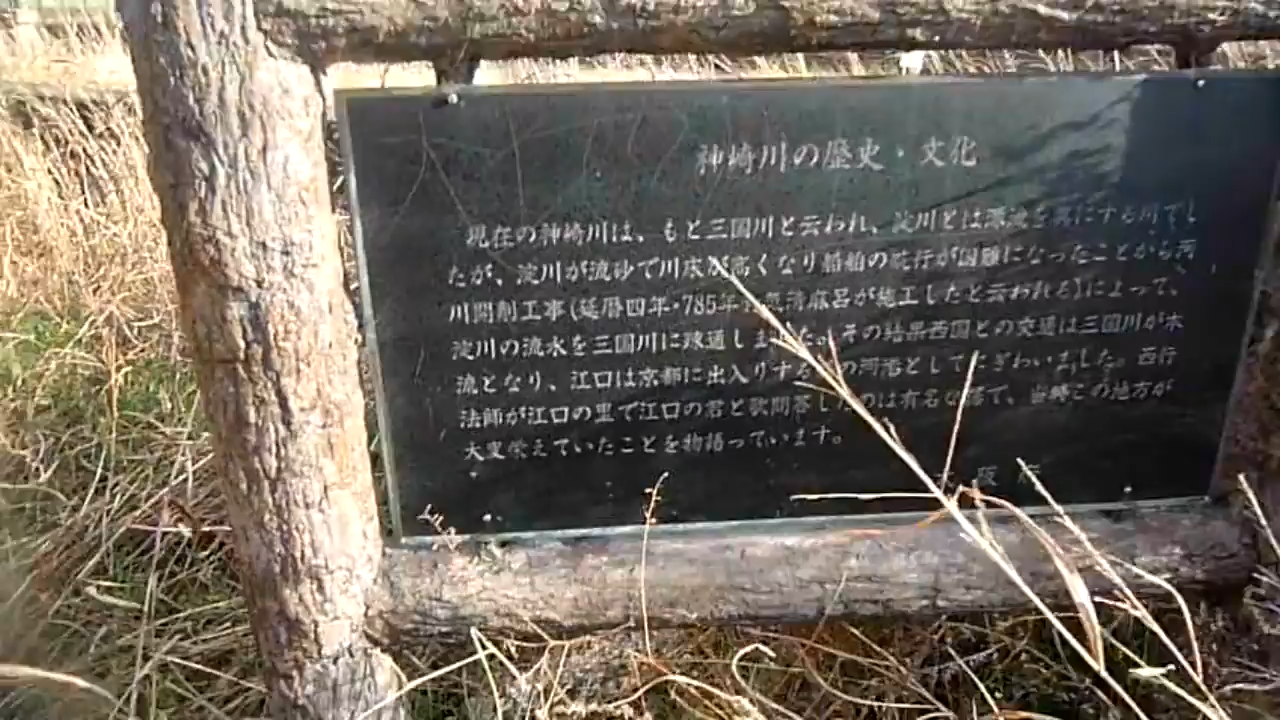 神崎川の歴史・文化
現在の神崎川は、もと三国川と云われ、淀川とは源流を異にする川でし
たが、淀川が流砂で川床が高くなり船舶の航行が困難になったことから河
川開削工事(延暦四年・785年 和気清麻呂が施工したと云われる)によって、
淀川の流水を三国川に疎通しました。その結果西国との交通は三国川が本
流となり、江口は京都に出入りする の河港としてにぎわいました。西行
法師が江口の里で江口の君と歌問答したのは有名な話で、当時この地方が
大変栄えていたことを物語っています。
大阪府